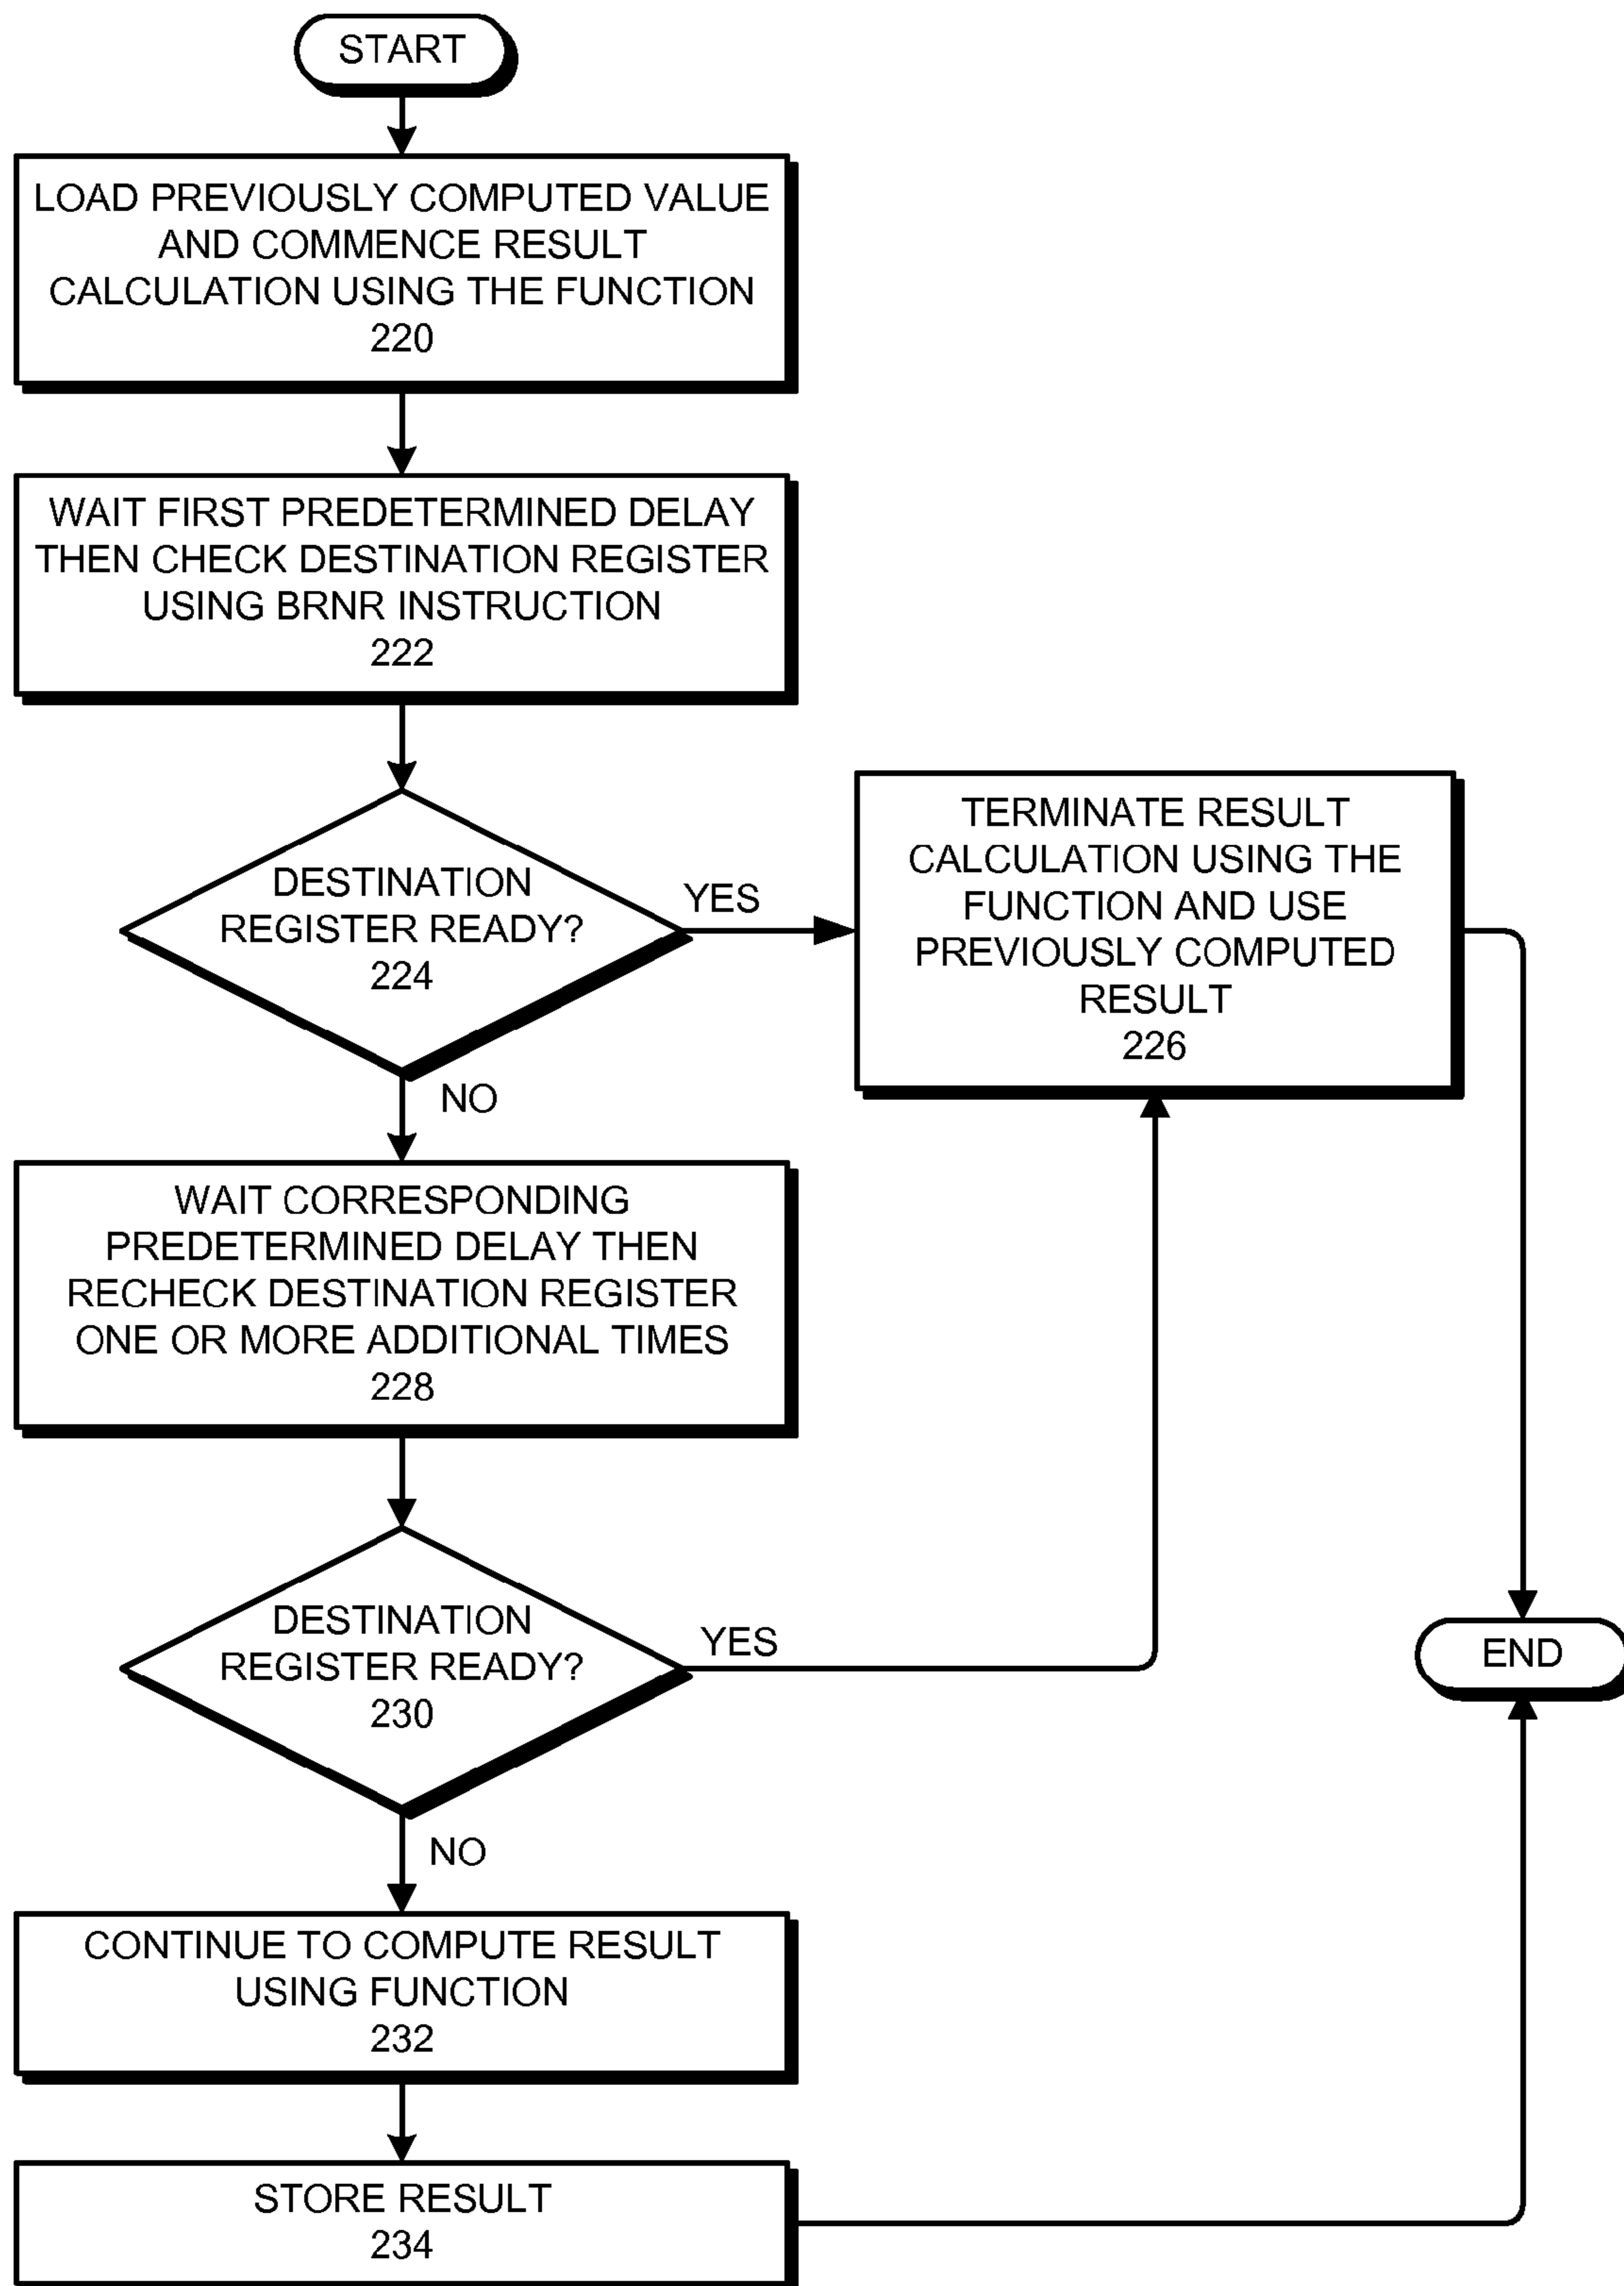 START
LOAD PREVIOUSLY COMPUTED VALUE
AND COMMENCE RESULT
CALCULATION USING THE FUNCTION
220
WAIT FIRST PREDETERMINED DELAY
THEN CHECK DESTINATION REGISTER
USING BRNR INSTRUCTION
222
DESTINATION
REGISTER READY?
224
YES
TERMINATE RESULT
CALCULATION USING THE
FUNCTION AND USE
PREVIOUSLY COMPUTED
RESULT
226
NO
WAIT CORRESPONDING
PREDETERMINED DELAY THEN
RECHECK DESTINATION REGISTER
ONE OR MORE ADDITIONAL TIMES
228
DESTINATION
REGISTER READY?
230
YES
END
NO
CONTINUE TO COMPUTE RESULT
USING FUNCTION
232
STORE RESULT
234